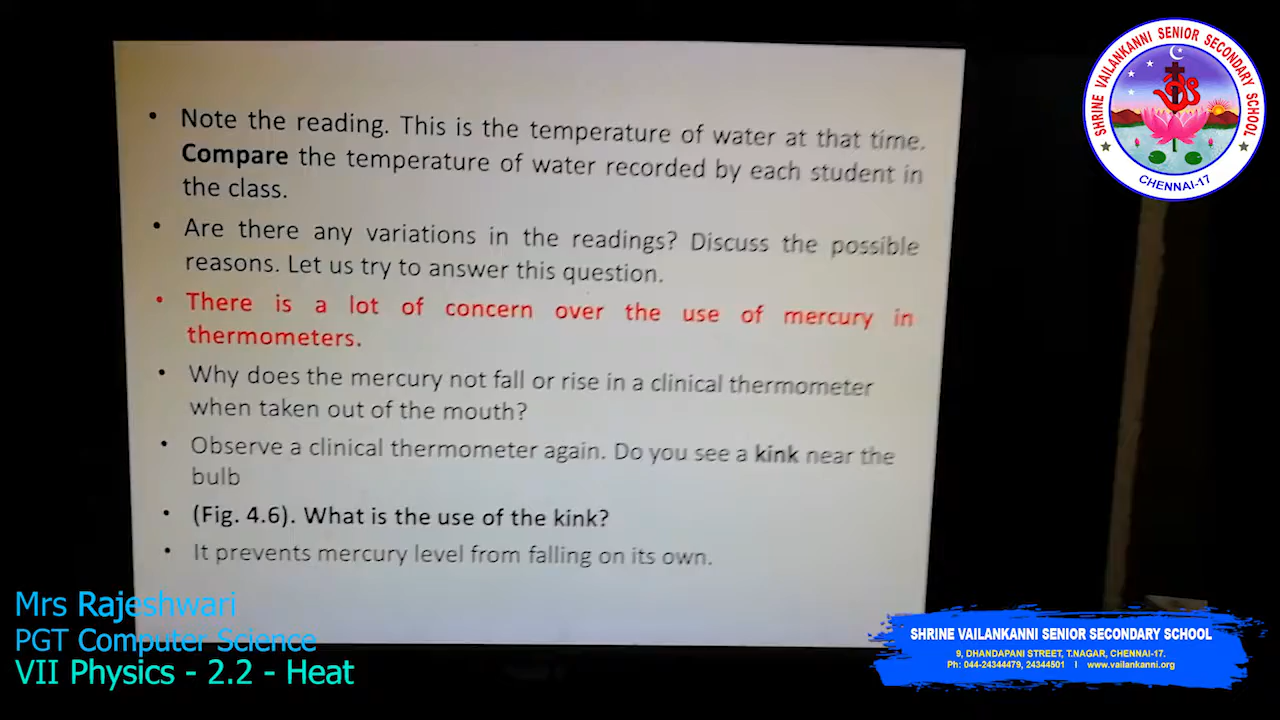 • Note the reading. This is the temperature of water at that time.
Compare the temperature of water recorded by each student in
the class.
• Are there any variations in the readings? Discuss the possible
reasons. Let us try to answer this question.
• There is a lot of concern over the use of mercury in
thermometers.
• Why does the mercury not fall or rise in a clinical thermometer
when taken out of the mouth?
• Observe a clinical thermometer again. Do you see a kink near the
bulb
• (Fig. 4.6). What is the use of the kink?
• It prevents mercury level from falling on its own.
SHRINE VAILANKANNI SENIOR SECONDARY SCHOOL
CHENNAI-17
Mrs Rajeshwari
PGT Computer Science
VII Physics - 2.2 - Heat
SHRINE VAILANKANNI SENIOR SECONDARY SCHOOL
9, DHANDAPANI STREET, T.NAGAR, CHENNAI-17.
Ph: 044-24344479, 24344501 I www.vailankanni.org